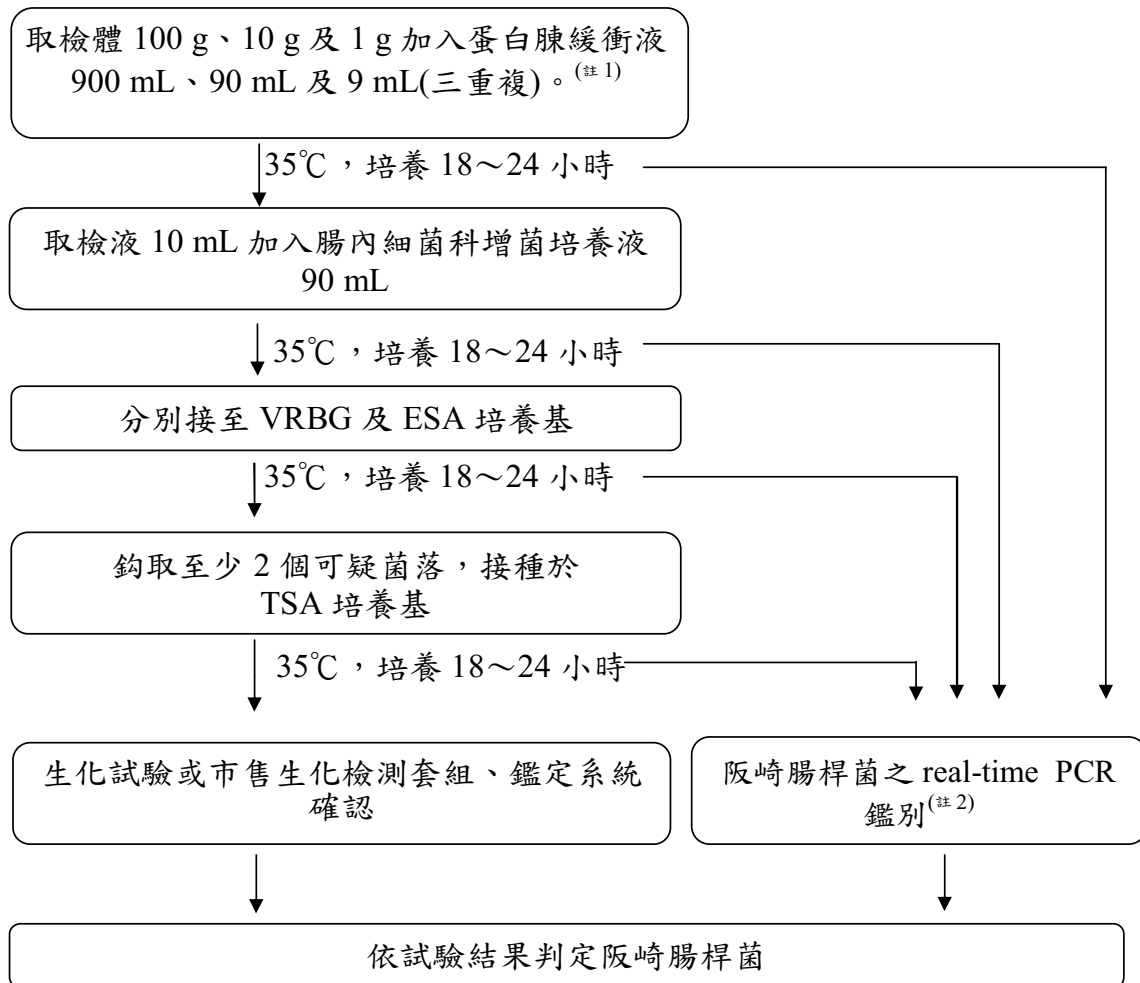 取檢體 100 g、10 g 及 1 g 加入蛋白腖緩衝液
900 mL、90 mL 及 9 mL(三重複)。(註 1)
35℃，培養 18～24 小時
取檢液 10 mL 加入腸內細菌科增菌培養液
90 mL
35℃，培養 18～24 小時
分別接至 VRBG 及 ESA 培養基
35℃，培養 18～24 小時
鈎取至少 2 個可疑菌落，接種於
TSA 培養基
35℃，培養 18～24 小時
生化試驗或市售生化檢測套組、鑑定系統
確認
阪崎腸桿菌之 real-time PCR
鑑別(註 2)
依試驗結果判定阪崎腸桿菌